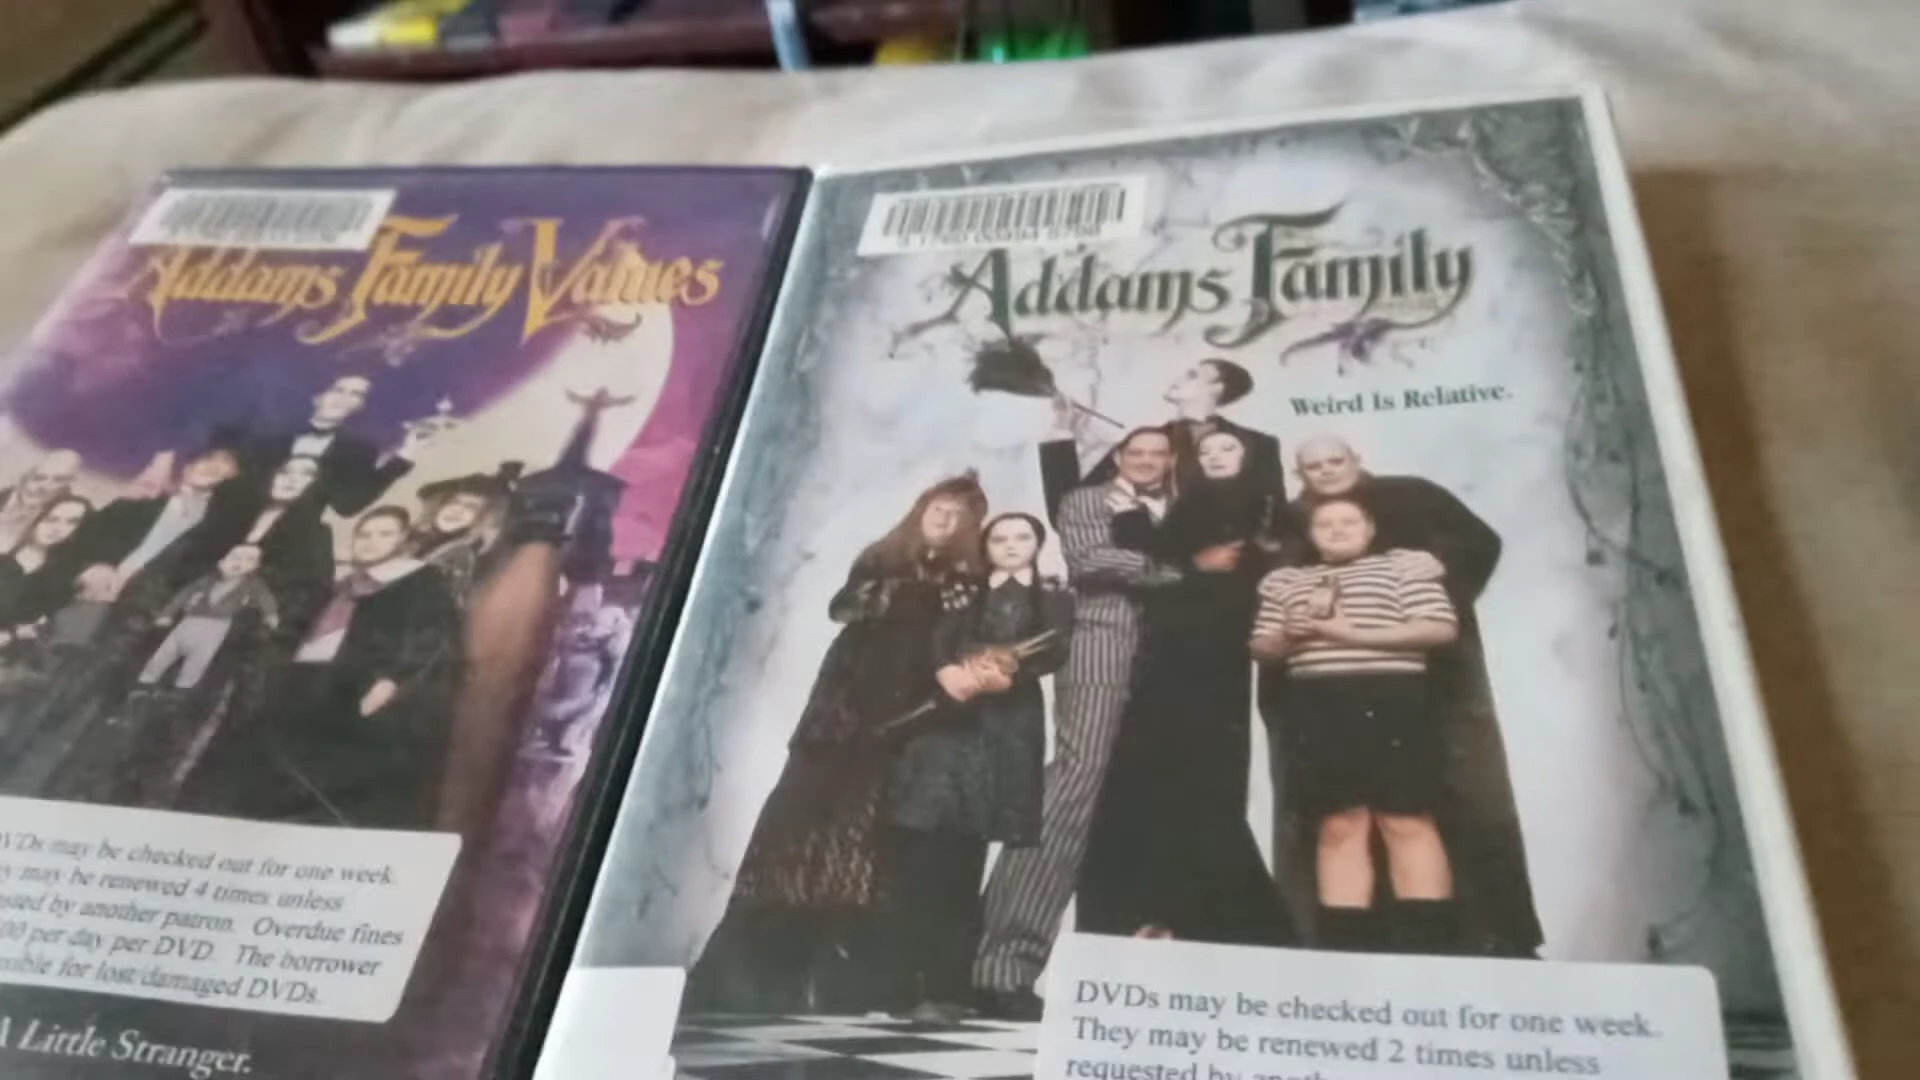 Addams Family Values
DVDs may be checked out for one week.
may be renewed 4 times unless
by another patron. Overdue fines
00 per day per DVD. The borrower
for lost/damaged DVDs.
A Little Stranger.
Addams Family
Weird Is Relative.
DVDs may be checked out for one week.
They may be renewed 2 times unless
requested by